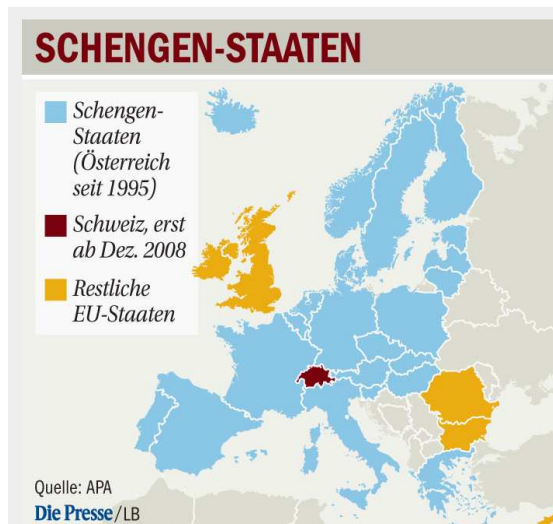 SCHENGEN-STAATEN
Schengen-
Staaten
(Österreich
seit 1995)
Schweiz, erst
ab Dez. 2008
Restliche
EU-Staaten
Quelle: APA
Die Presse/LB